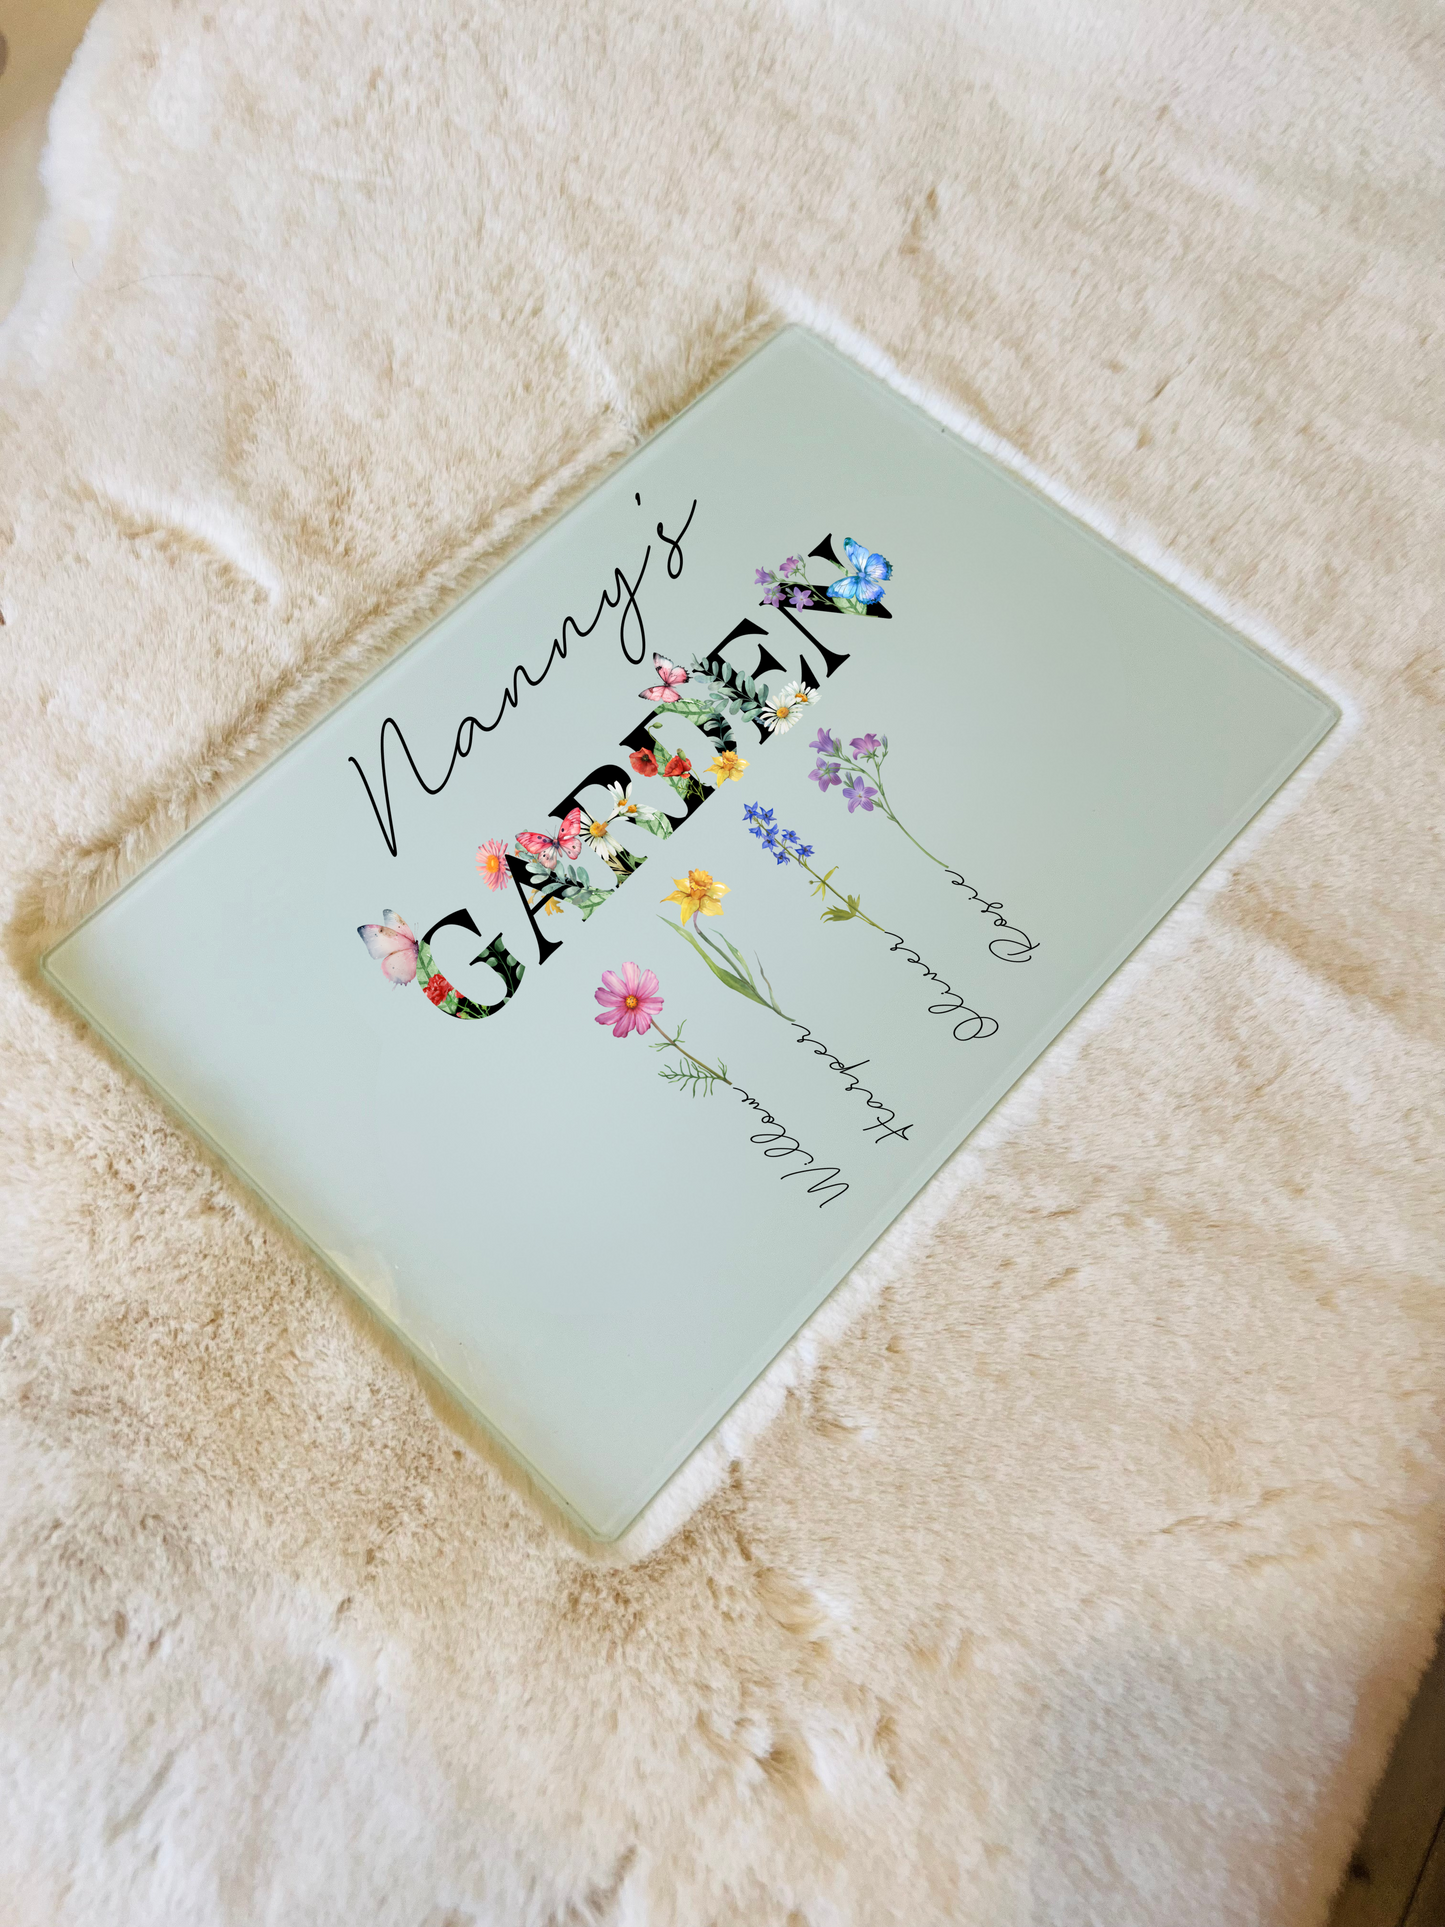 Nanny's
GARDEN
Willow
Harper
Oliver
Rosie